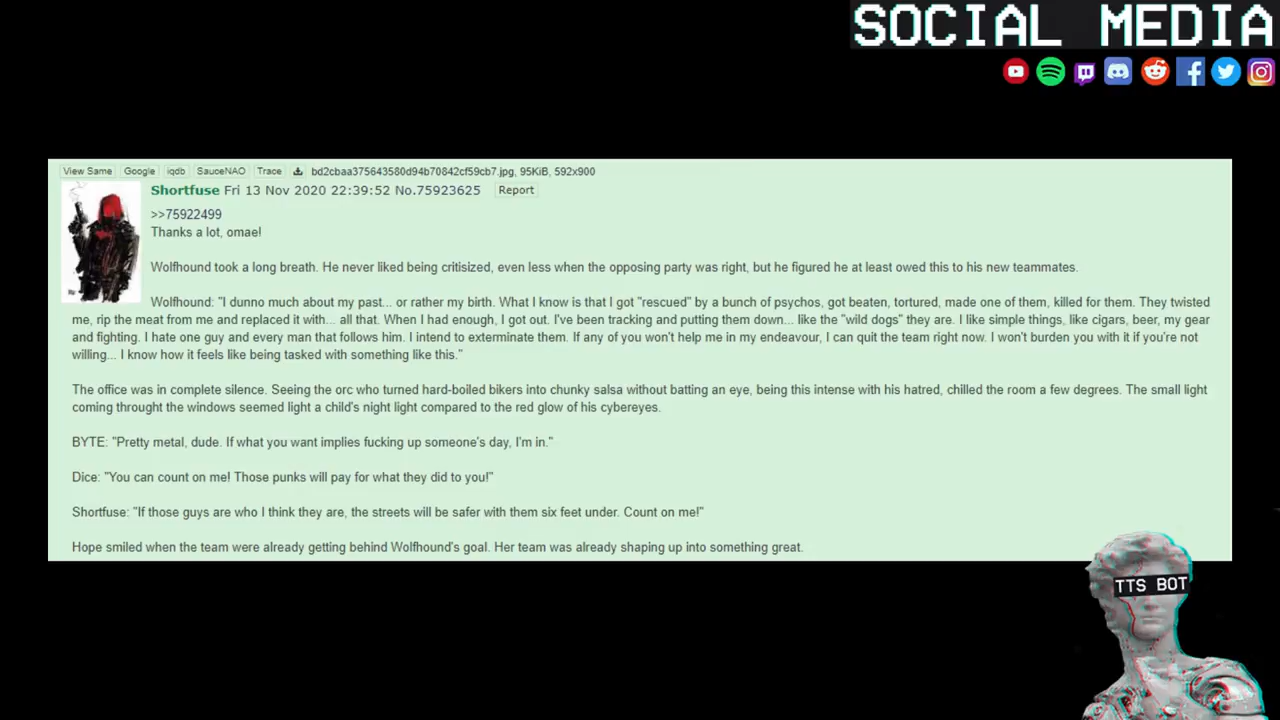 SOCIAL MEDIA
View Same Google iqdb SauceNAO Trace bd2cbaa375643580d94b70842cf59cb7.jpg, 95KiB, 592x900
Shortfuse Fri 13 Nov 2020 22:39:52 No.75923625 Report
>>75922499
Thanks a lot, omae!
Wolfhound took a long breath. He never liked being critisized, even less when the opposing party was right, but he figured he at least owed this to his new teammates.
Wolfhound: "I dunno much about my past... or rather my birth. What I know is that I got "rescued" by a bunch of psychos, got beaten, tortured, made one of them, killed for them. They twisted
me, rip the meat from me and replaced it with... all that. When I had enough, I got out. I've been tracking and putting them down... like the "wild dogs" they are. I like simple things, like cigars, beer, my gear
and fighting. I hate one guy and every man that follows him. I intend to exterminate them. If any of you won't help me in my endeavour, I can quit the team right now. I won't burden you with it if you're not
willing... I know how it feels like being tasked with something like this."
The office was in complete silence. Seeing the orc who turned hard-boiled bikers into chunky salsa without batting an eye, being this intense with his hatred, chilled the room a few degrees. The small light
coming throught the windows seemed light a child's night light compared to the red glow of his cybereyes.
BYTE: "Pretty metal, dude. If what you want implies fucking up someone's day, I'm in."
Dice: "You can count on me! Those punks will pay for what they did to you!"
Shortfuse: "If those guys are who I think they are, the streets will be safer with them six feet under. Count on me!"
Hope smiled when the team were already getting behind Wolfhound's goal. Her team was already shaping up into something great.
TTS BOT